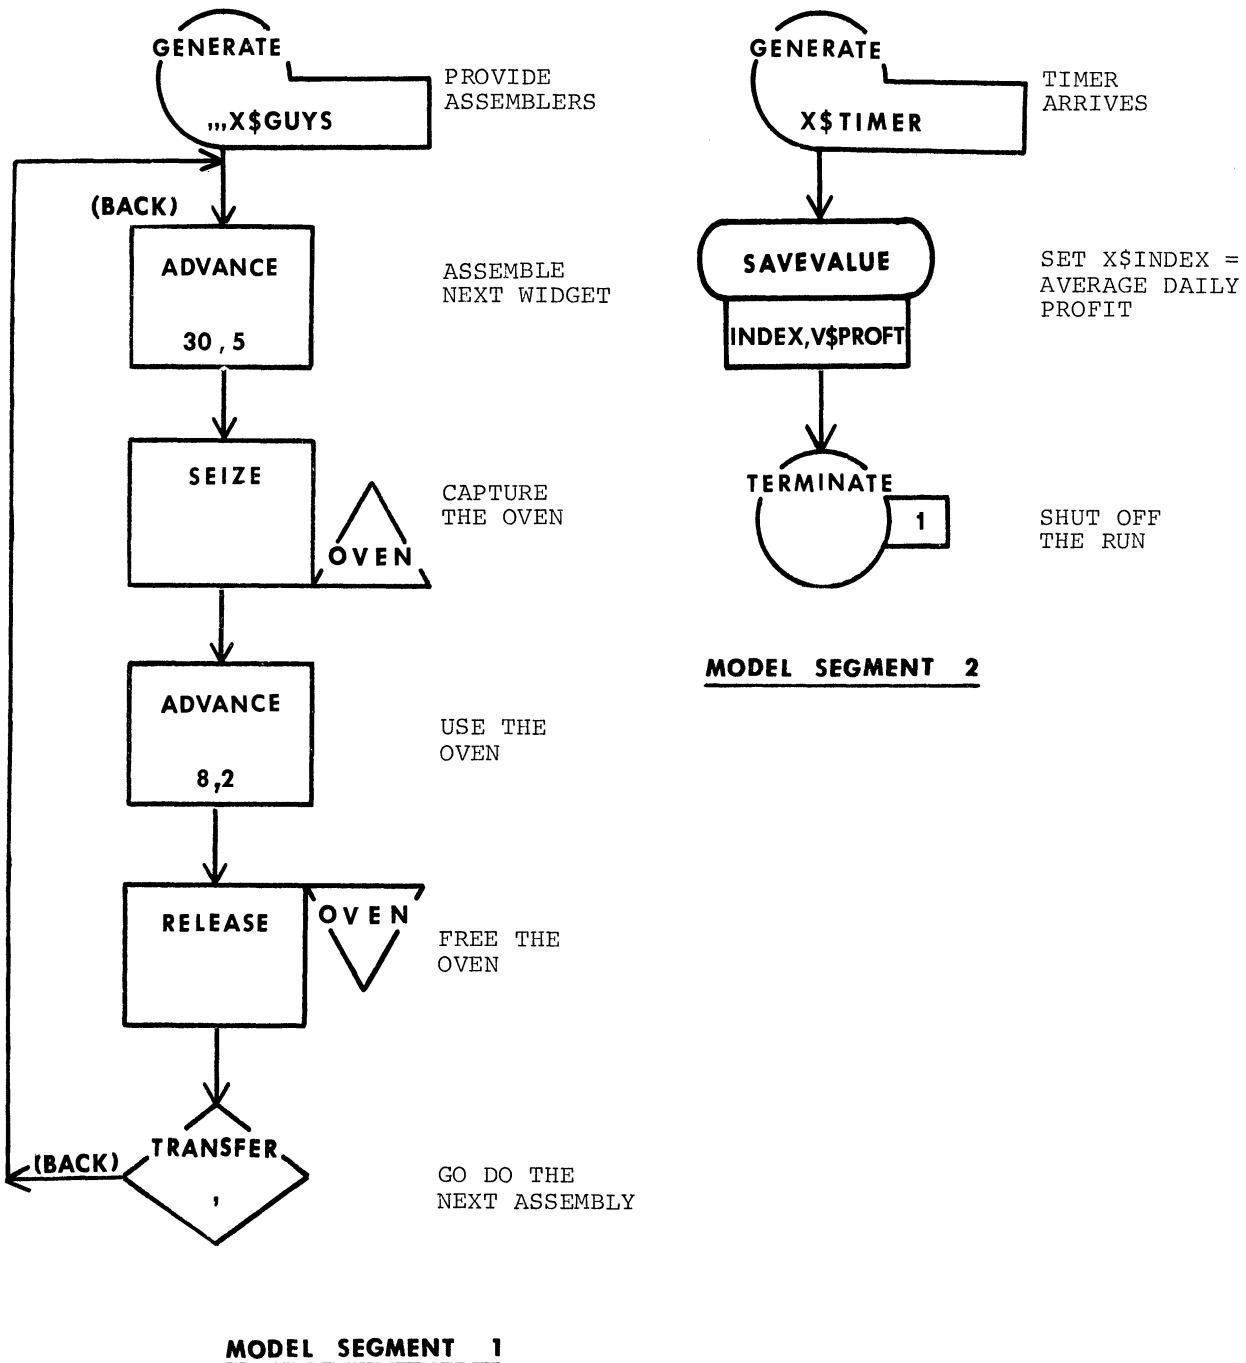 GENERATE
,,,X$GUYS
PROVIDE
ASSEMBLERS
(BACK)
ADVANCE
30,5
ASSEMBLE
NEXT WIDGET
SEIZE
OVEN
CAPTURE
THE OVEN
ADVANCE
8,2
USE THE
OVEN
RELEASE
OVEN
FREE THE
OVEN
TRANSFER
,
(BACK)
GO DO THE
NEXT ASSEMBLY
MODEL SEGMENT 1
GENERATE
X$TIMER
TIMER
ARRIVES
SAVEVALUE
INDEX,V$PROFT
SET X$INDEX =
AVERAGE DAILY
PROFIT
TERMINATE
1
SHUT OFF
THE RUN
MODEL SEGMENT 2